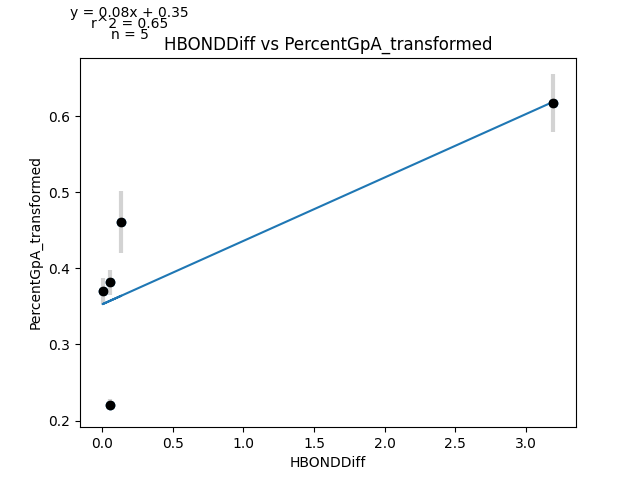 y = 0.08x + 0.35
r^2 = 0.65
n = 5
HBONDDiff vs PercentGpA_transformed
PercentGpA_transformed
0.6
0.5
0.4
0.3
0.2
0.0 0.5 1.0 1.5 2.0 2.5 3.0
HBONDDiff